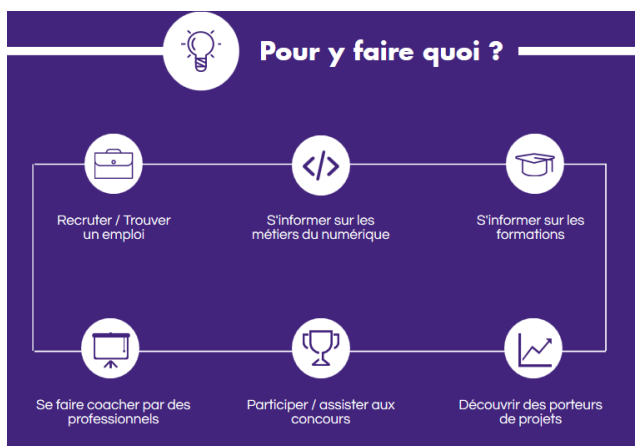 Pour y faire quoi ?
</>
Recruter / Trouver
un emploi
S'informer sur les
métiers du numérique
S'informer sur les
formations
Se faire coacher par des
professionnels
Participer / assister aux
concours
Découvrir des porteurs
de projets